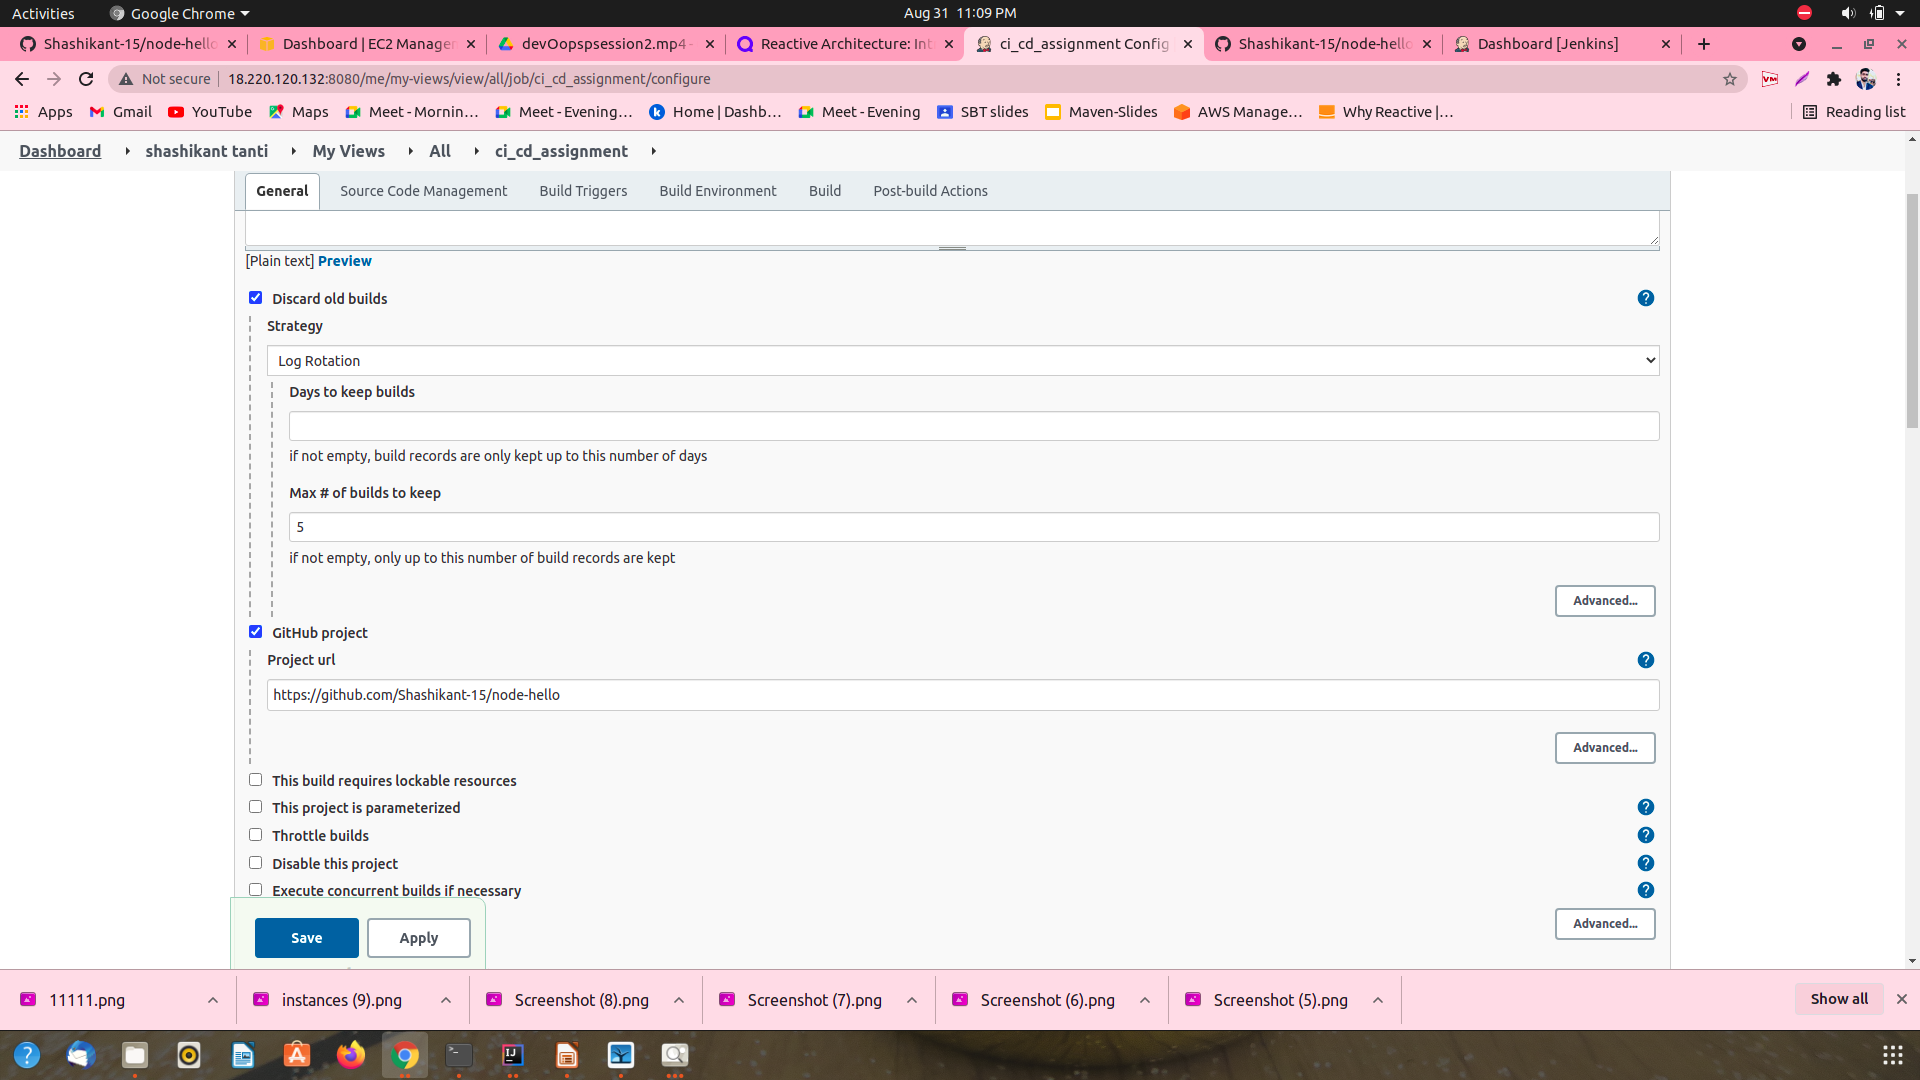 Activities
Google Chrome
Aug 31 11:09 PM
Shashikant-15/node-hello
Dashboard | EC2 Manager
devOopspsession2.mp4 -
Reactive Architecture: Int
ci_cd_assignment Config
Shashikant-15/node-hello
Dashboard [Jenkins]
Not secure
18.220.120.132:8080/me/my-views/view/all/job/ci_cd_assignment/configure
Apps
Gmail
YouTube
Maps
Meet - Mornin…
Meet - Evening…
Home | Dashb…
Meet - Evening
SBT slides
Maven-Slides
AWS Manage…
Why Reactive |…
Reading list
Dashboard
shashikant tanti
My Views
All
ci_cd_assignment
General
Source Code Management
Build Triggers
Build Environment
Build
Post-build Actions
[Plain text] Preview
Discard old builds
Strategy
Log Rotation
Days to keep builds
if not empty, build records are only kept up to this number of days
Max # of builds to keep
5
if not empty, only up to this number of build records are kept
Advanced...
GitHub project
Project url
https://github.com/Shashikant-15/node-hello
Advanced...
This build requires lockable resources
This project is parameterized
Throttle builds
Disable this project
Execute concurrent builds if necessary
Advanced...
Save
Apply
11111.png
instances (9).png
Screenshot (8).png
Screenshot (7).png
Screenshot (6).png
Screenshot (5).png
Show all